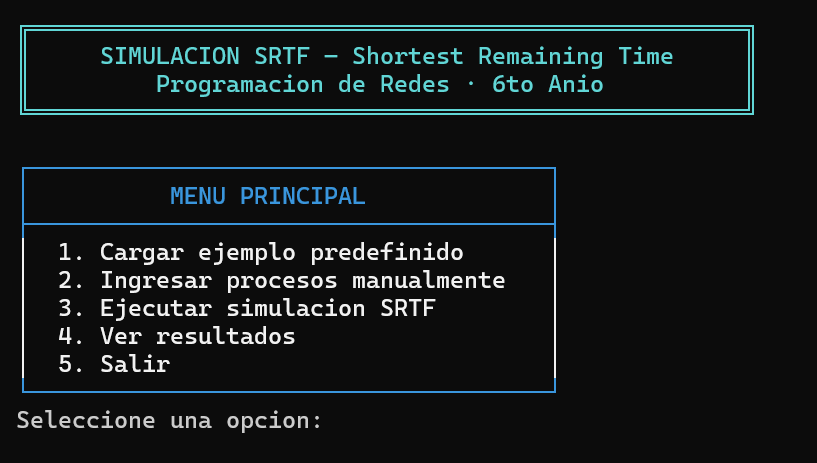 SIMULACION SRTF — Shortest Remaining Time
Programacion de Redes · 6to Anio
MENU PRINCIPAL
1. Cargar ejemplo predefinido
2. Ingresar procesos manualmente
3. Ejecutar simulacion SRTF
4. Ver resultados
5. Salir
Seleccione una opcion: